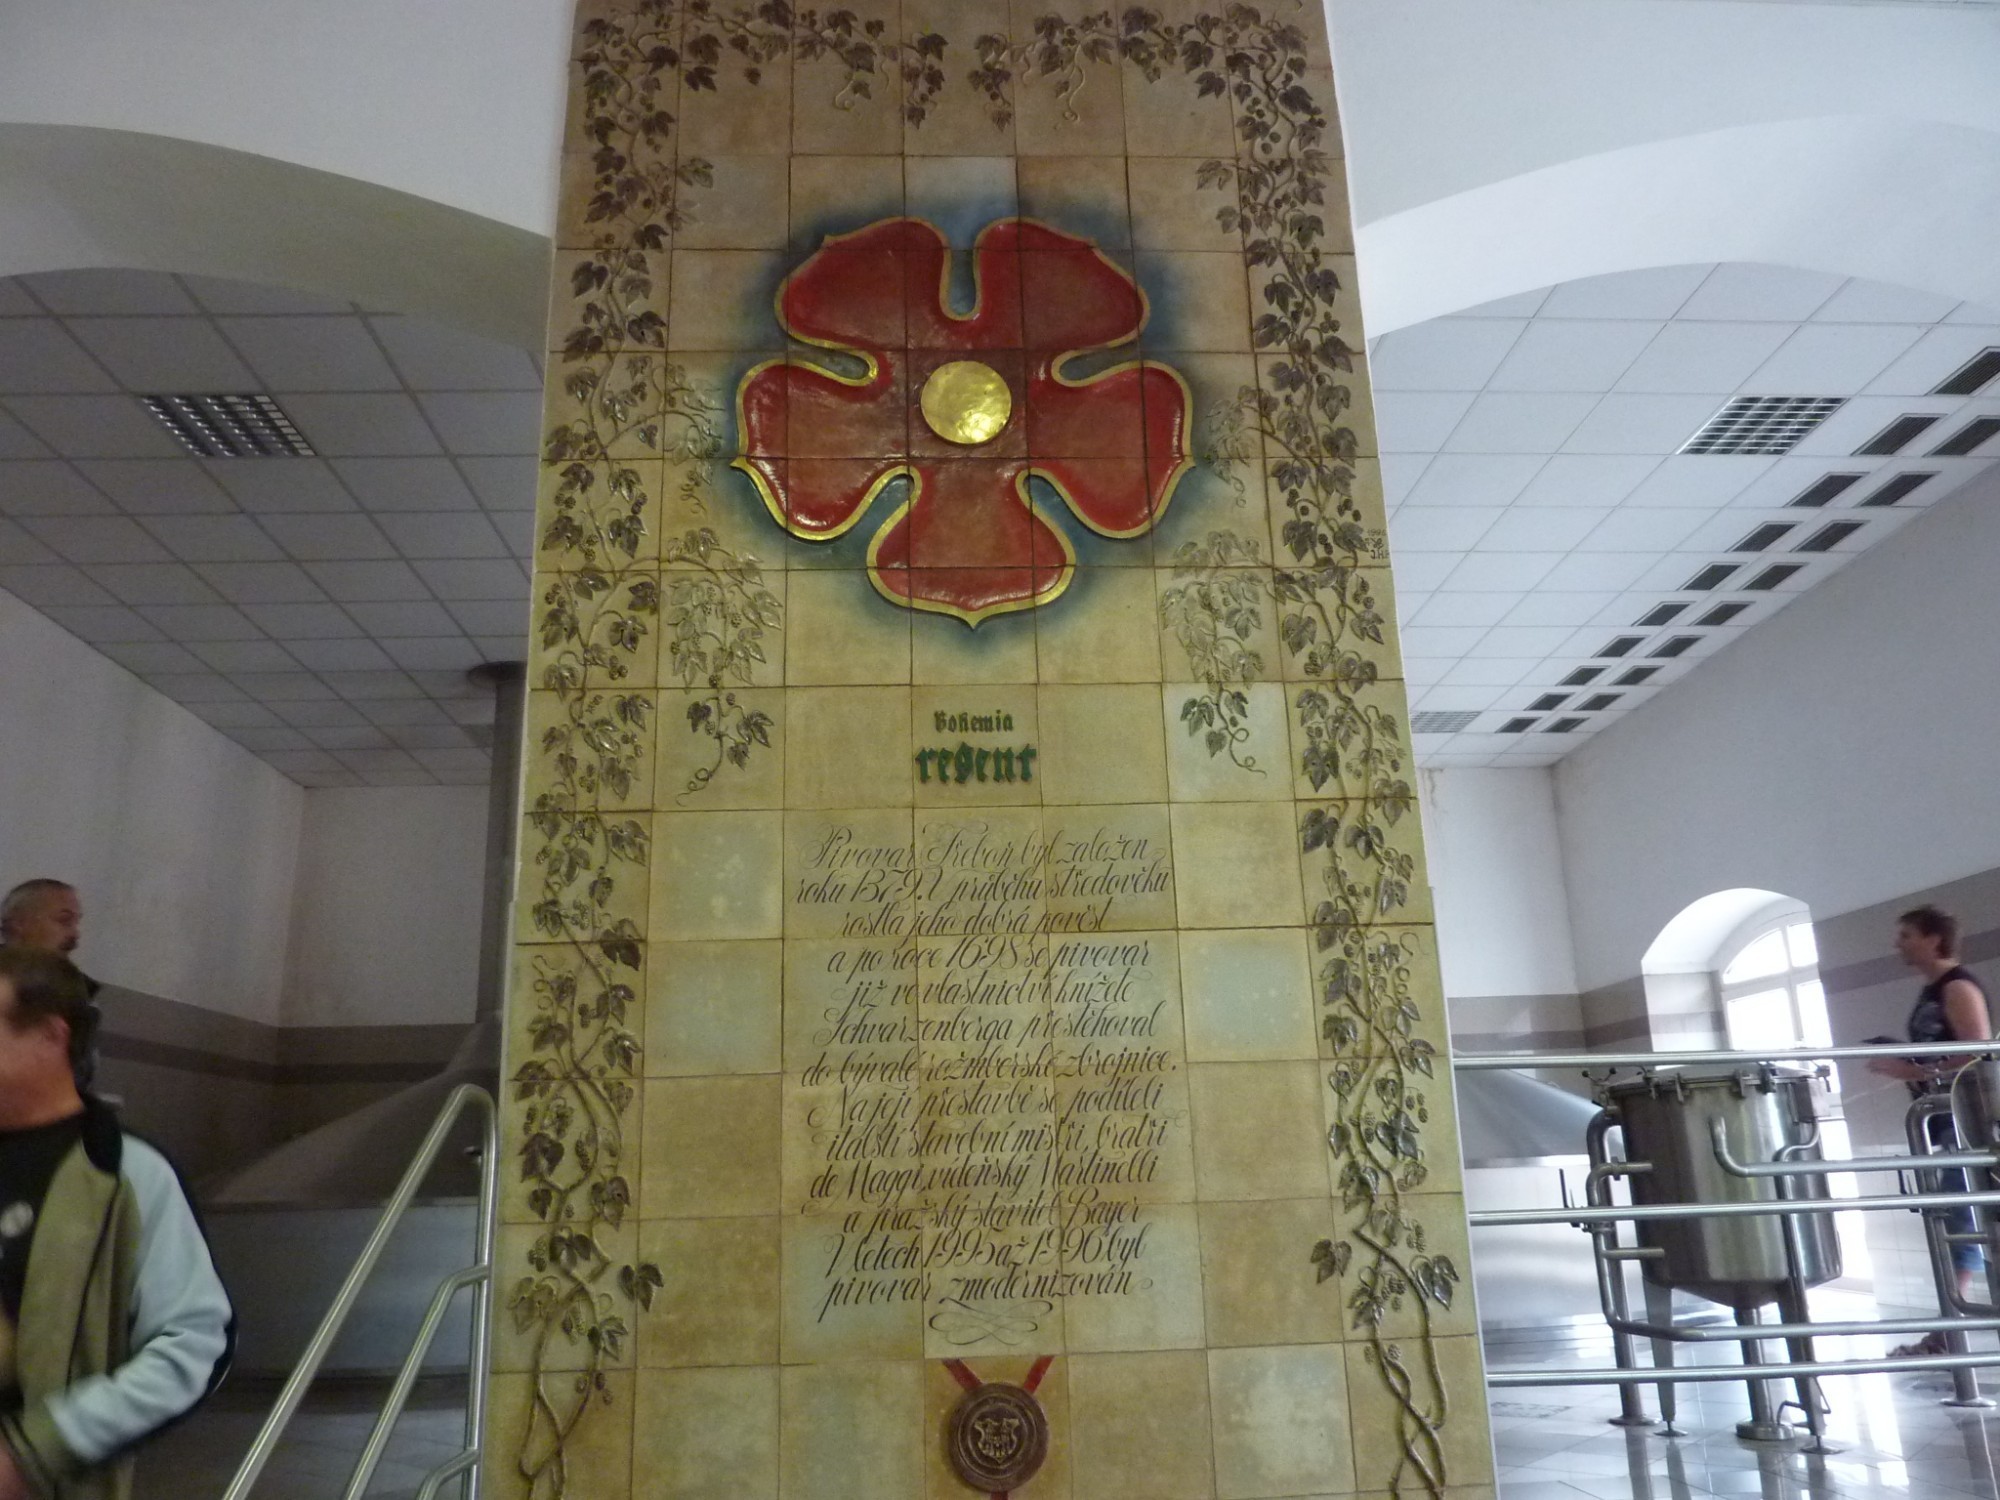 Bohemia
regent
Pivovar Třeboň byl založen
roku 1379. V průběhu středověku
rostla jeho dobrá pověst
a po roce 1698 se pivovar
již ve vlastnictví knížete
Schwarzenberga přestěhoval
do bývalé rožmberské zbrojnice.
Na její přestavbě se podíleli
italští stavební mistři, bratři
de Maggi, vídeňský Martinelli
a pražský stavitel Bayer
V letech 1995 až 1996 byl
pivovar zmodernizován